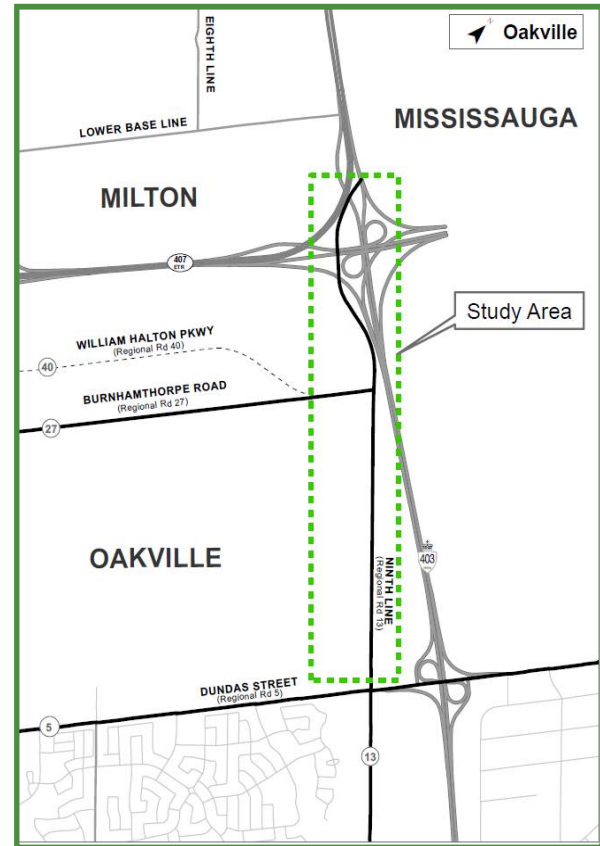 Oakville
EIGHTH LINE
MISSISSAUGA
LOWER BASE LINE
MILTON
407
ETR
Study Area
WILLIAM HALTON PKWY
(Regional Rd 40)
40
BURNHAMTHORPE ROAD
(Regional Rd 27)
27
OAKVILLE
403
NINTH LINE
(Regional Rd 13)
DUNDAS STREET
(Regional Rd 5)
5
13